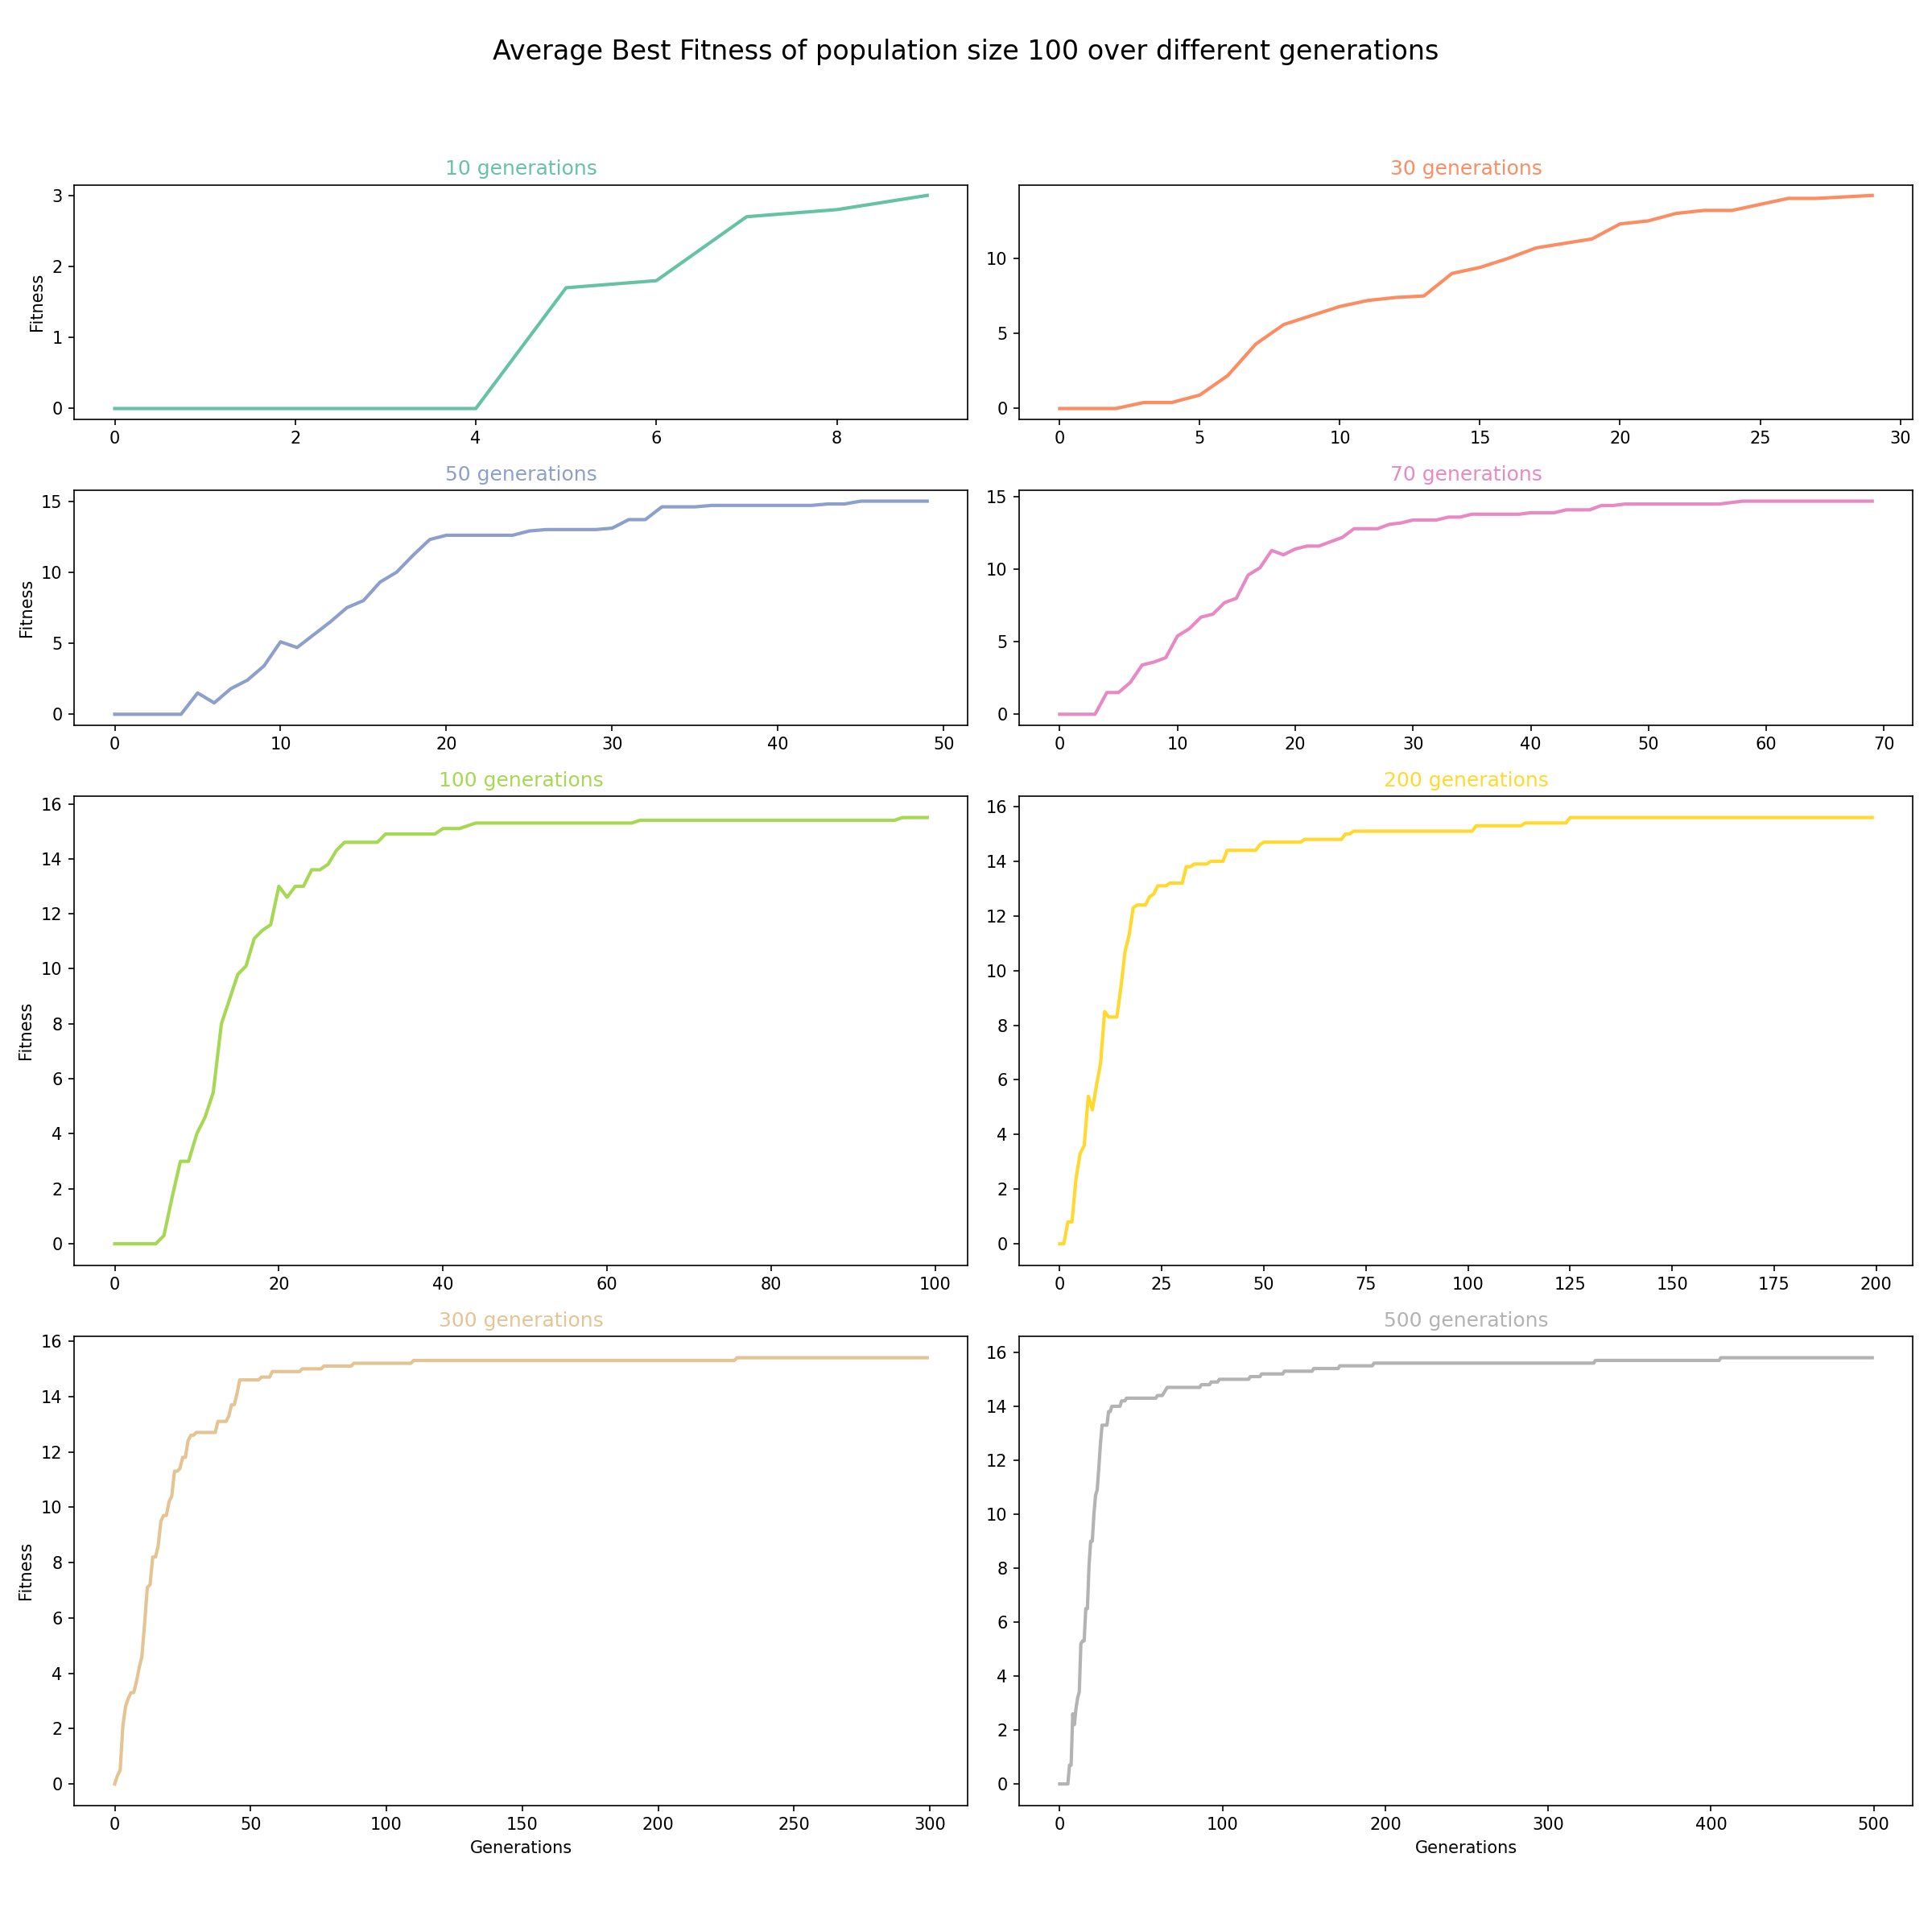 Average Best Fitness of population size 100 over different generations
10 generations
Fitness
3
2
1
0
0 2 4 6 8
30 generations
10
5
0
0 5 10 15 20 25 30
50 generations
Fitness
15
10
5
0
0 10 20 30 40 50
70 generations
15
10
5
0
0 10 20 30 40 50 60 70
100 generations
Fitness
16
14
12
10
8
6
4
2
0
0 20 40 60 80 100
200 generations
16
14
12
10
8
6
4
2
0
0 25 50 75 100 125 150 175 200
300 generations
Fitness
16
14
12
10
8
6
4
2
0
0 50 100 150 200 250 300
Generations
500 generations
16
14
12
10
8
6
4
2
0
0 100 200 300 400 500
Generations